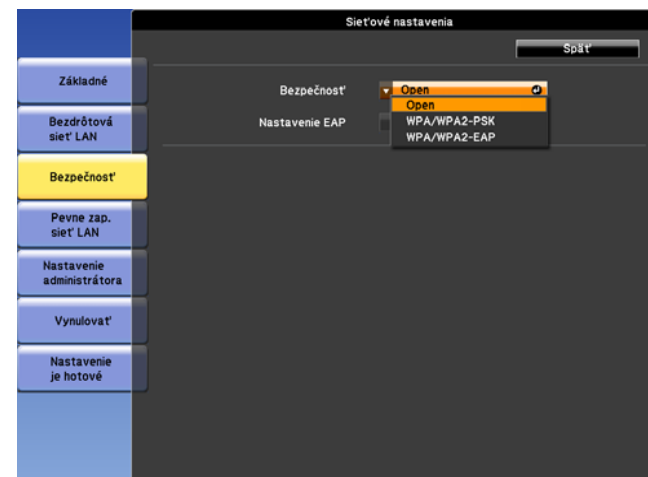 Sieťové nastavenia
Späť
Základné
Bezdrôtová
sieť LAN
Bezpečnosť
Pevne zap.
sieť LAN
Nastavenie
administrátora
Vynulovať
Nastavenie
je hotové
Bezpečnosť
Open
Open
WPA/WPA2-PSK
WPA/WPA2-EAP
Nastavenie EAP